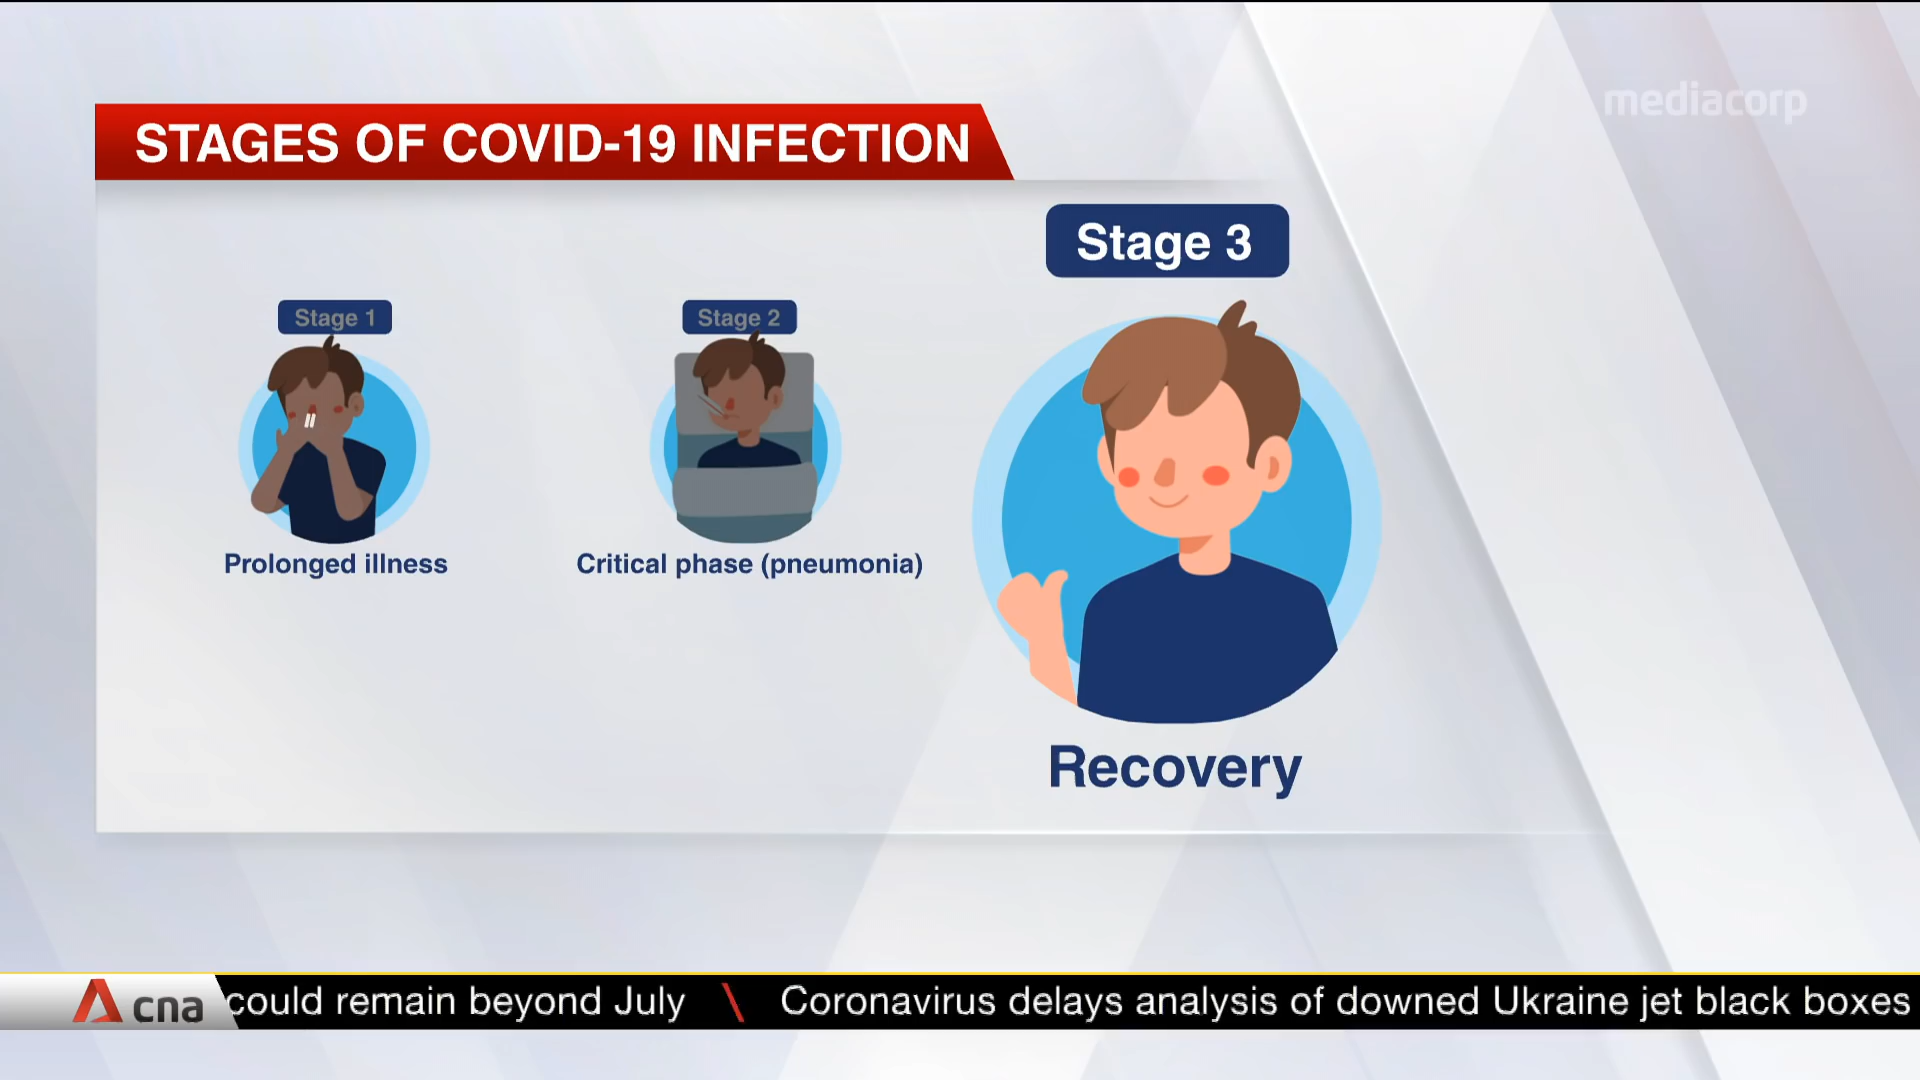 mediacorp
STAGES OF COVID-19 INFECTION
Stage 1
Prolonged illness
Stage 2
Critical phase (pneumonia)
Stage 3
Recovery
cna
could remain beyond July \ Coronavirus delays analysis of downed Ukraine jet black boxes